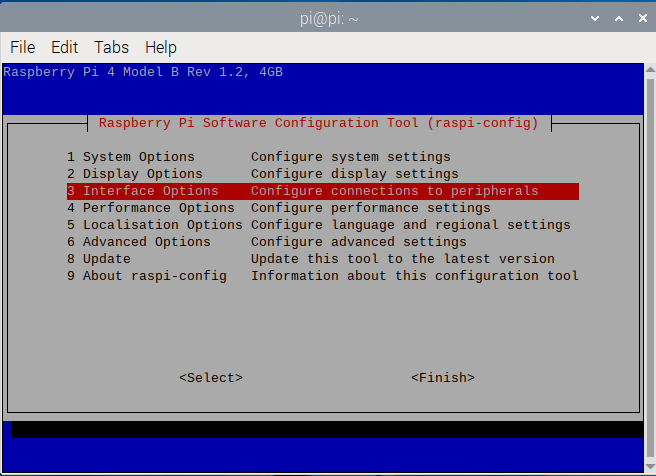 pi@pi: ~
File Edit Tabs Help
Raspberry Pi 4 Model B Rev 1.2, 4GB
Raspberry Pi Software Configuration Tool (raspi-config)
1 System Options Configure system settings
2 Display Options Configure display settings
3 Interface Options Configure connections to peripherals
4 Performance Options Configure performance settings
5 Localisation Options Configure language and regional settings
6 Advanced Options Configure advanced settings
8 Update Update this tool to the latest version
9 About raspi-config Information about this configuration tool
<Select> <Finish>